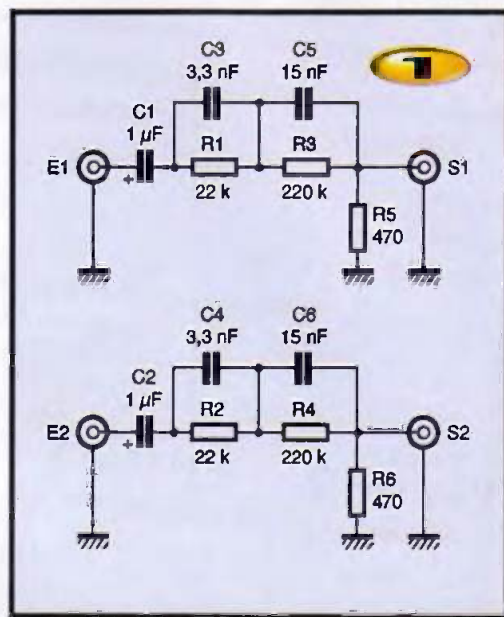 C3 C5
3,3 nF 15 nF
1
C1
1 µF
R1 R3
E1 S1
+
22 k 220 k
R5
470
C4 C6
3,3 nF 15 nF
C2
1 µF
R2 R4
E2 S2
+
22 k 220 k
R6
470